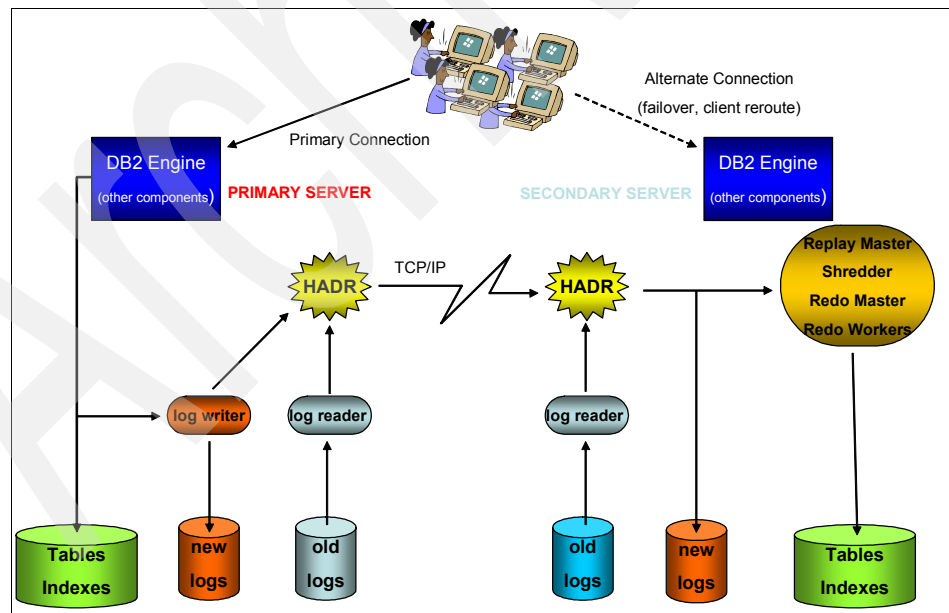 Alternate Connection
(failover, client reroute)
Primary Connection
DB2 Engine
(other components)
PRIMARY SERVER
SECONDARY SERVER
DB2 Engine
(other components)
Replay Master
Shredder
Redo Master
Redo Workers
HADR
TCP/IP
HADR
log writer
log reader
log reader
Tables
Indexes
new
logs
old
logs
old
logs
new
logs
Tables
Indexes